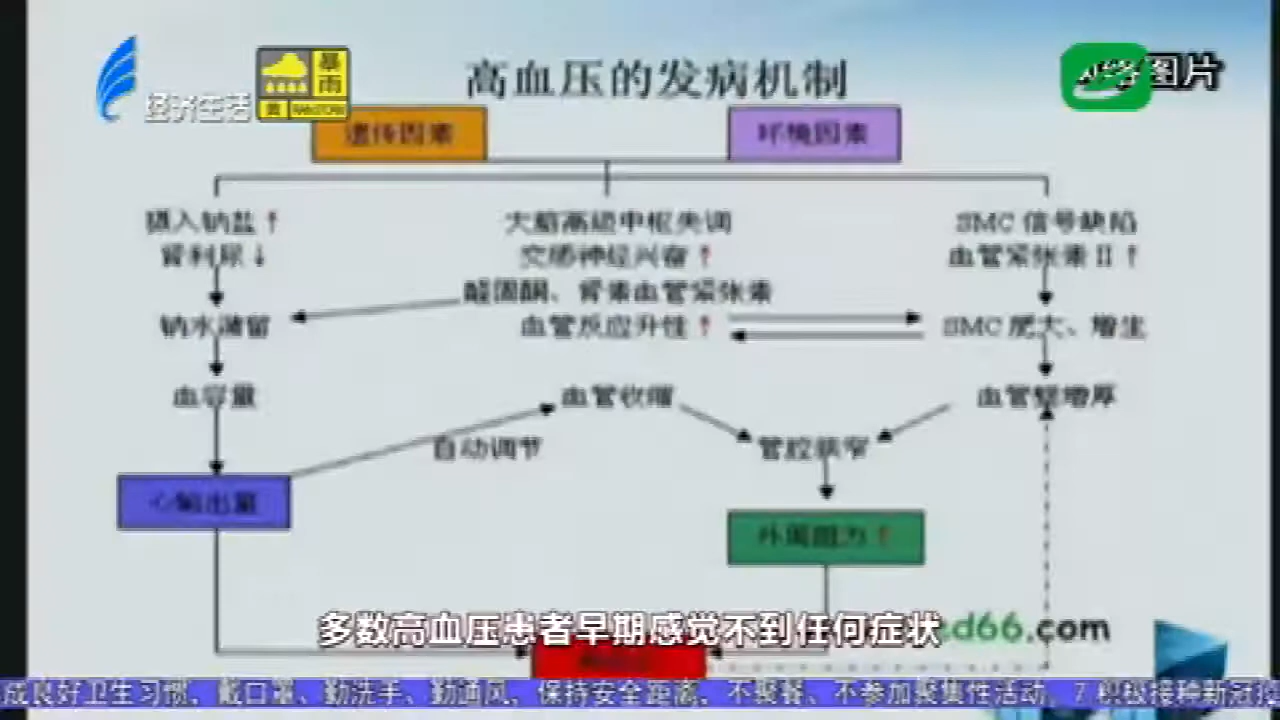 高血压的发病机制
经济生活
暴雨
黄
图片
遗传因素
环境因素
摄入钠盐↑
大脑高级中枢失调
SMC 信号缺陷
肾利尿↓
交感神经兴奋↑
血管紧张素Ⅱ↑
醛固酮、肾素血管紧张素
钠水潴留
血管反应升性↑
SMC 肥大、增生
血容量
血管收缩
血管壁增厚
自动调节
管腔狭窄
心输出量
外周阻力↑
多数高血压患者早期感觉不到任何症状
d66.com
成良好卫生习惯，戴口罩、勤洗手、勤通风，保持安全距离，不聚餐、不参加聚集性活动，7 积极接种新冠疫